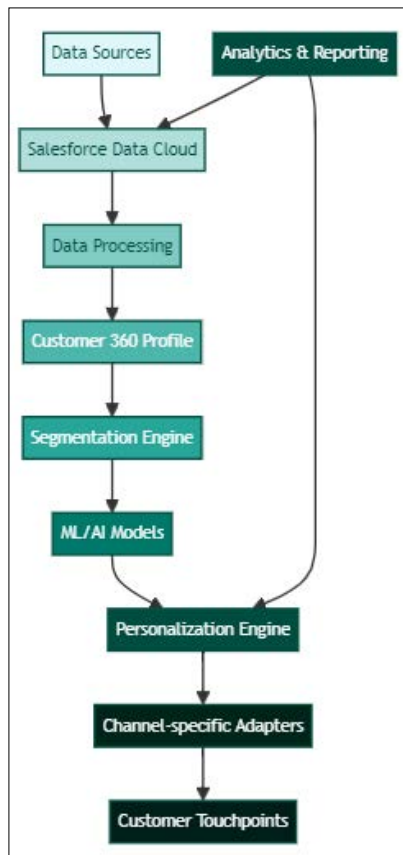 Data Sources
Analytics & Reporting
Salesforce Data Cloud
Data Processing
Customer 360 Profile
Segmentation Engine
ML/AI Models
Personalization Engine
Channel-specific Adapters
Customer Touchpoints